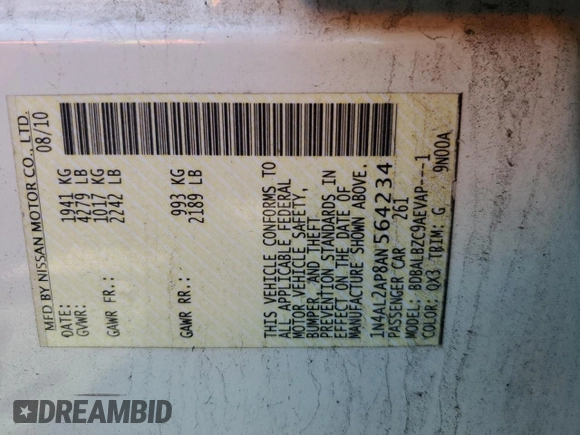 MFD BY NISSAN MOTOR CO., LTD.
DATE: 08/10
GVWR: 1941 KG
4279 LB
GAWR FR: 1017 KG
2242 LB
GAWR RR: 993 KG
2189 LB
THIS VEHICLE CONFORMS TO
ALL APPLICABLE FEDERAL
MOTOR VEHICLE SAFETY,
BUMPER, AND THEFT
PREVENTION STANDARDS IN
EFFECT ON THE DATE OF
MANUFACTURE SHOWN ABOVE.
1N4AL2AP8AN564234
PASSENGER CAR 261
MODEL: BDBALBZC9AEVAP---1
COLOR: QX3 TRIM: G 9N00A
DREAMBID